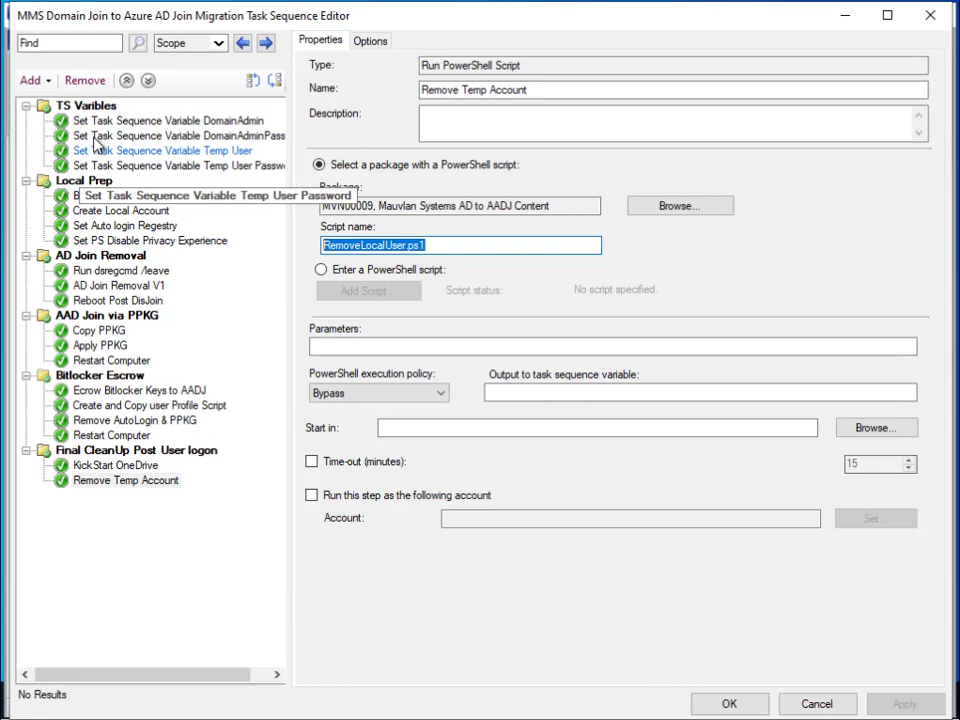 MMS Domain Join to Azure AD Join Migration Task Sequence Editor
Find
Scope
Add
Remove
TS Varibles
Set Task Sequence Variable DomainAdmin
Set Task Sequence Variable DomainAdminPass
Set Task Sequence Variable Temp User
Set Task Sequence Variable Temp User Passw
Local Prep
Set Task Sequence Variable Temp User Password
Create Local Account
Set Auto login Regestry
Set PS Disable Privacy Experience
AD Join Removal
Run dsregcmd /leave
AD Join Removal V1
Reboot Post DisJoin
AAD Join via PPKG
Copy PPKG
Apply PPKG
Restart Computer
Bitlocker Escrow
Ecrow Bitlocker Keys to AADJ
Create and Copy user Profile Script
Remove AutoLogin & PPKG
Restart Computer
Final CleanUp Post User logon
KickStart OneDrive
Remove Temp Account
No Results
Properties
Options
Type:
Run PowerShell Script
Name:
Remove Temp Account
Description:
Select a package with a PowerShell script:
Package:
MVN00009, Mauvlan Systems AD to AADJ Content
Browse...
Script name:
RemoveLocalUser.ps1
Enter a PowerShell script:
Add Script...
Script status:
No script specified.
Parameters:
PowerShell execution policy:
Output to task sequence variable:
Bypass
Start in:
Browse...
Time-out (minutes):
15
Run this step as the following account
Account:
Set...
OK
Cancel
Apply